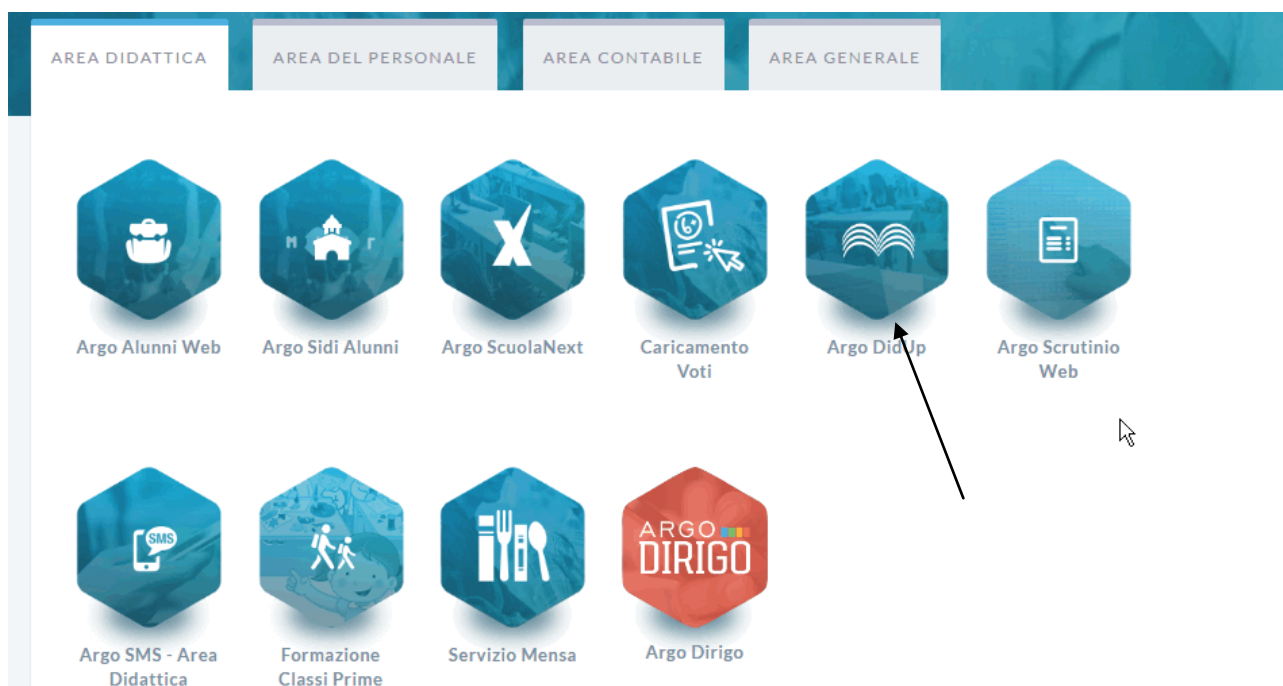 AREA DIDATTICA
AREA DEL PERSONALE
AREA CONTABILE
AREA GENERALE
Argo Alunni Web
Argo Sidi Alunni
Argo ScuolaNext
Caricamento
Voti
Argo DidUp
Argo Scrutinio
Web
SMS
ARGO
DIRIGO
Argo SMS - Area
Didattica
Formazione
Classi Prime
Servizio Mensa
Argo Dirigo